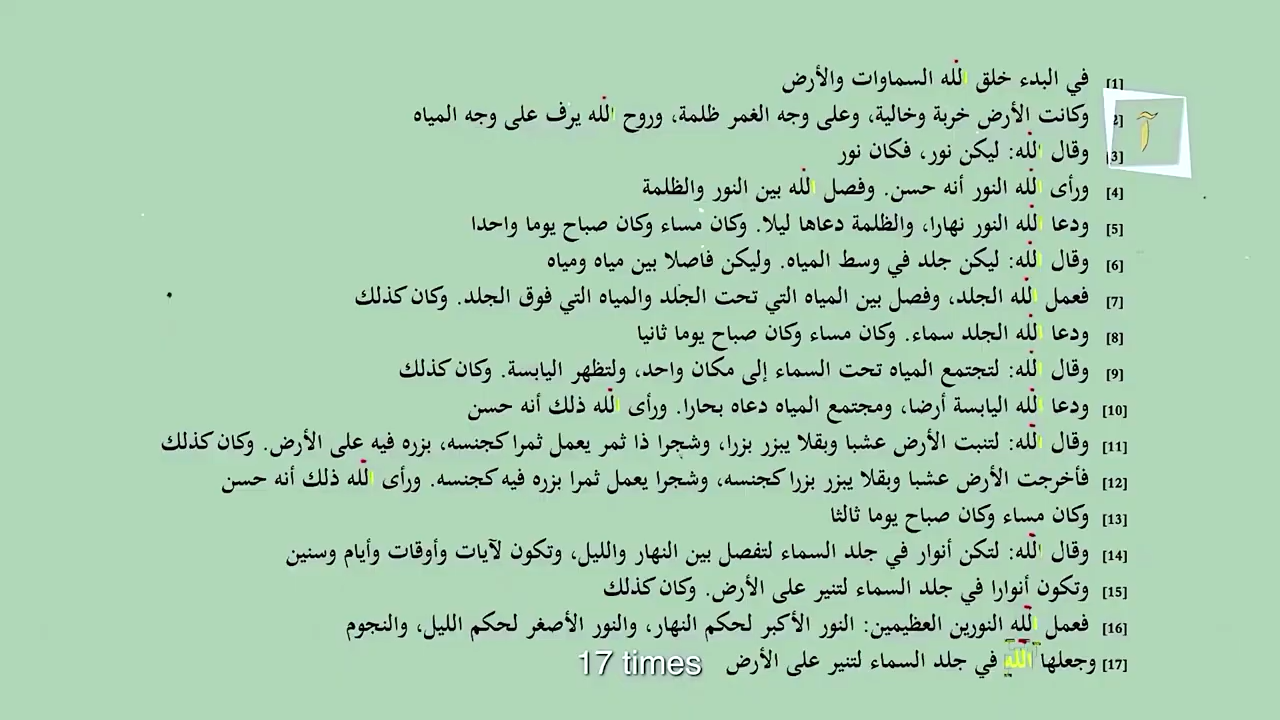 [1] في البدء خلق الله السماوات والأرض
[2] وكانت الأرض خربة وخالية، وعلى وجه الغمر ظلمة، وروح الله يرف على وجه المياه
[3] وقال الله: ليكن نور، فكان نور
[4] ورأى الله النور أنه حسن. وفصل الله بين النور والظلمة
[5] ودعا الله النور نهارا، والظلمة دعاها ليلا. وكان مساء وكان صباح يوما واحدا
[6] وقال الله: ليكن جلد في وسط المياه. وليكن فاصلا بين مياه ومياه
[7] فعمل الله الجلد، وفصل بين المياه التي تحت الجلد والمياه التي فوق الجلد. وكان كذلك
[8] ودعا الله الجلد سماء. وكان مساء وكان صباح يوما ثانيا
[9] وقال الله: لتجتمع المياه تحت السماء إلى مكان واحد، ولتظهر اليابسة. وكان كذلك
[10] ودعا الله اليابسة أرضا، ومجتمع المياه دعاه بحارا. ورأى الله ذلك أنه حسن
[11] وقال الله: لتنبت الأرض عشبا وبقلا يبزر بزرا، وشجرا ذا ثمر يعمل ثمرا كجنسه، بزره فيه على الأرض. وكان كذلك
[12] فأخرجت الأرض عشبا وبقلا يبزر بزرا كجنسه، وشجرا يعمل ثمرا بزره فيه كجنسه. ورأى الله ذلك أنه حسن
[13] وكان مساء وكان صباح يوما ثالثا
[14] وقال الله: لتكن أنوار في جلد السماء لتفصل بين النهار والليل، وتكون لآيات وأوقات وأيام وسنين
[15] وتكون أنوارا في جلد السماء لتنير على الأرض. وكان كذلك
[16] فعمل الله النورين العظيمين: النور الأكبر لحكم النهار، والنور الأصغر لحكم الليل، والنجوم
[17] وجعلها الله في جلد السماء لتنير على الأرض
17 times
آ